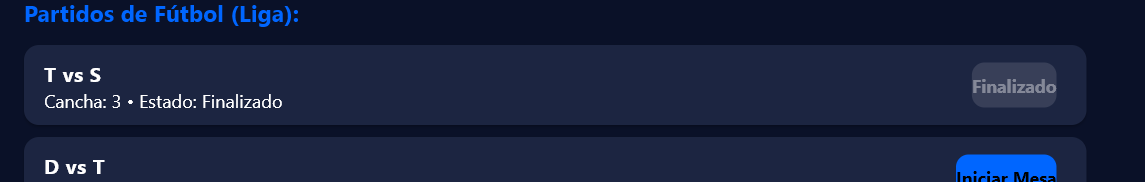 Partidos de Fútbol (Liga):
T vs S
Cancha: 3 • Estado: Finalizado
Finalizado
D vs T
Iniciar Mesa